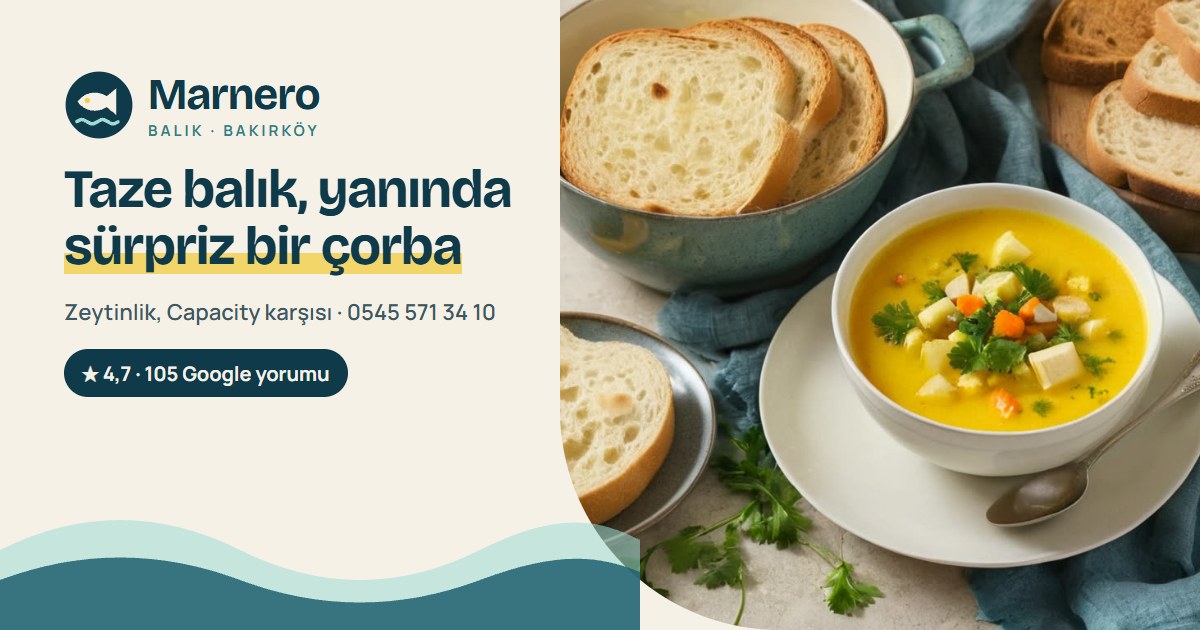 Marnero
BALIK · BAKIRKÖY
Taze balık, yanında
sürpriz bir çorba
Zeytinlik, Capacity karşısı · 0545 571 34 10
★ 4,7 · 105 Google yorumu